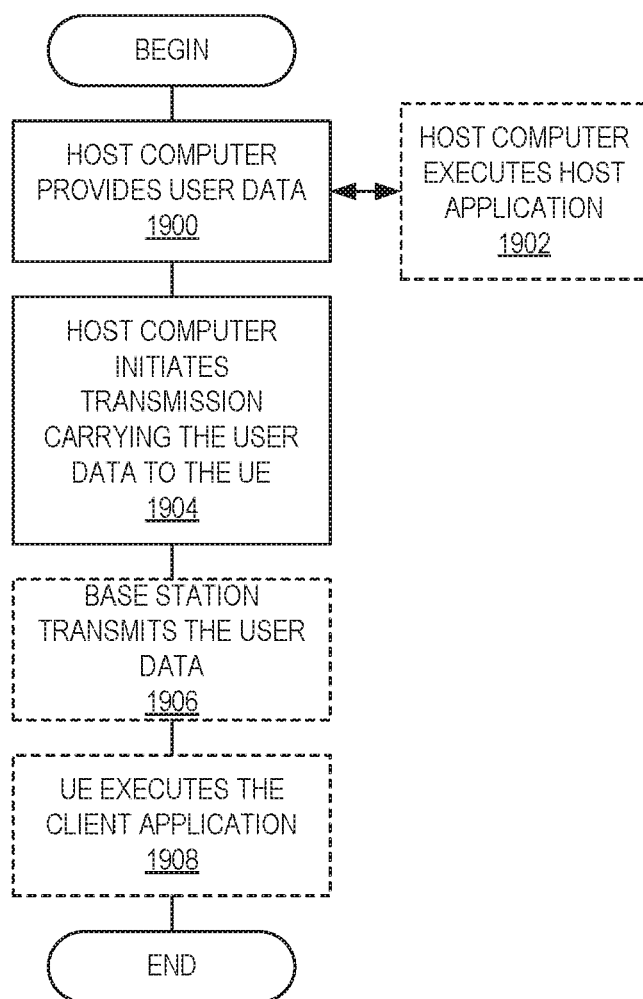 BEGIN
HOST COMPUTER
PROVIDES USER DATA
1900
HOST COMPUTER
EXECUTES HOST
APPLICATION
1902
HOST COMPUTER
INITIATES
TRANSMISSION
CARRYING THE USER
DATA TO THE UE
1904
BASE STATION
TRANSMITS THE USER
DATA
1906
UE EXECUTES THE
CLIENT APPLICATION
1908
END